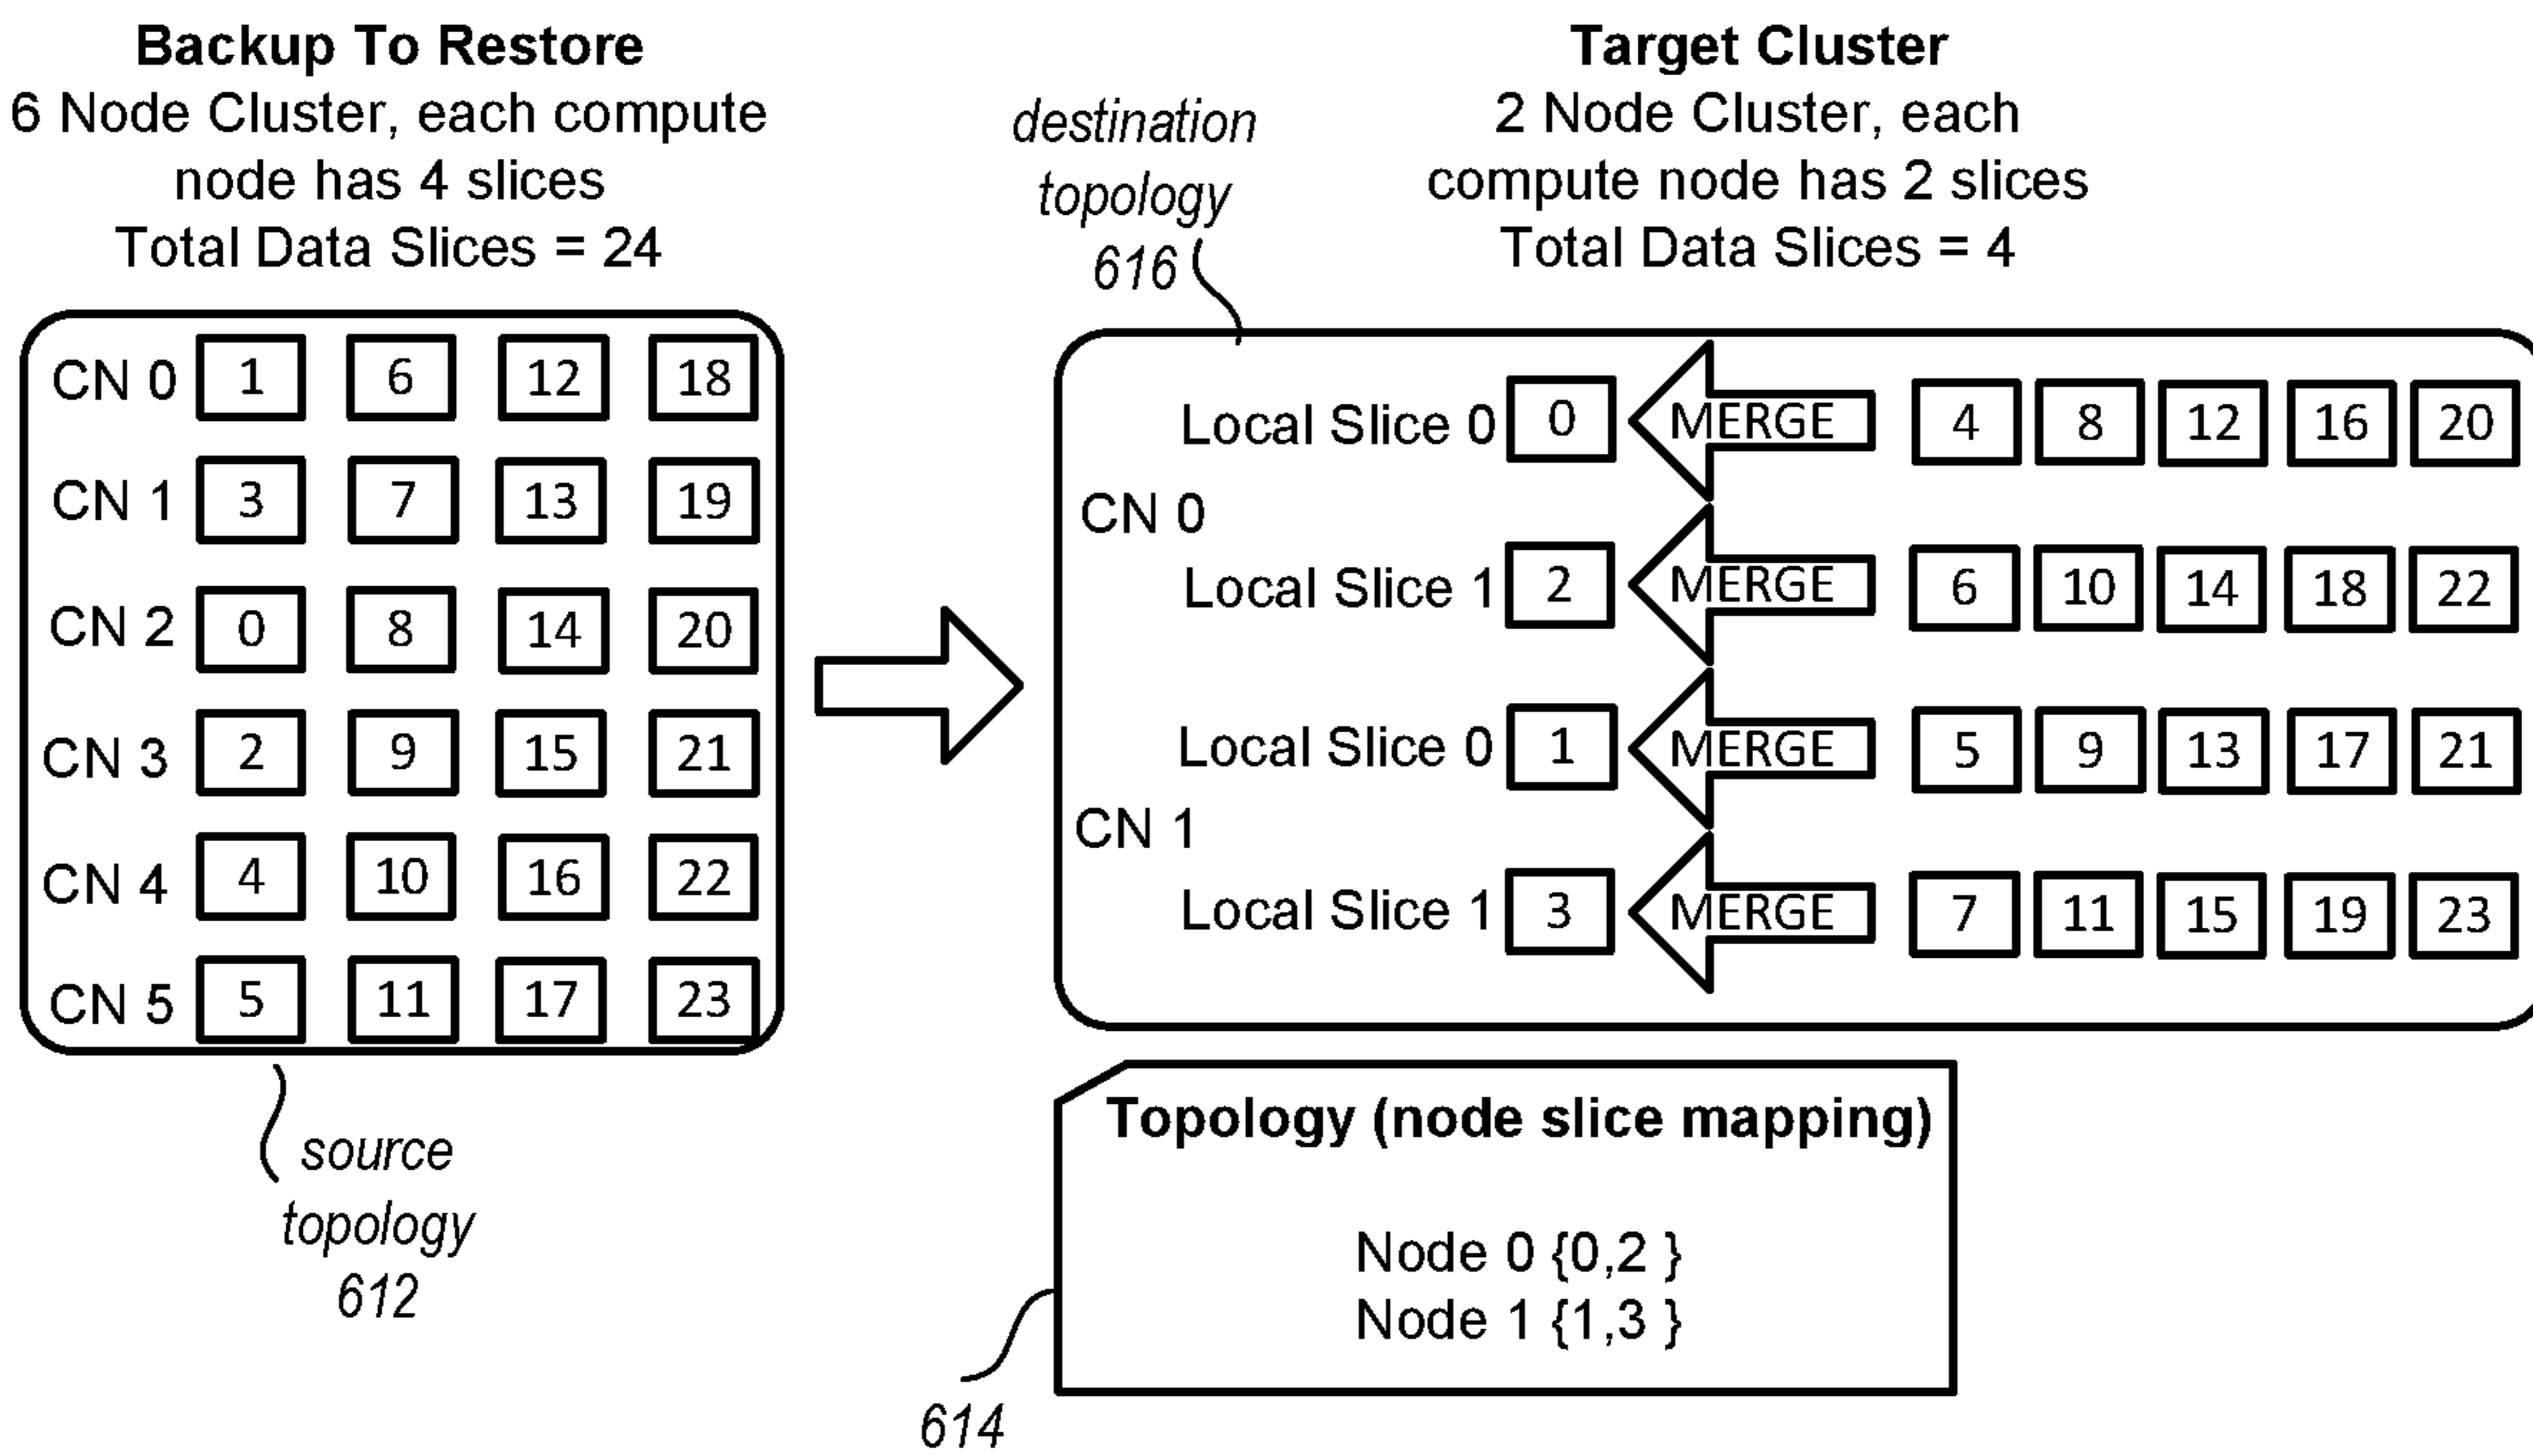 Backup To Restore
6 Node Cluster, each compute
node has 4 slices
Total Data Slices = 24
CN 0 1 6 12 18
CN 1 3 7 13 19
CN 2 0 8 14 20
CN 3 2 9 15 21
CN 4 4 10 16 22
CN 5 5 11 17 23
source
topology
612
destination
topology
616
Target Cluster
2 Node Cluster, each
compute node has 2 slices
Total Data Slices = 4
Local Slice 0 0 MERGE 4 8 12 16 20
CN 0
Local Slice 1 2 MERGE 6 10 14 18 22
Local Slice 0 1 MERGE 5 9 13 17 21
CN 1
Local Slice 1 3 MERGE 7 11 15 19 23
Topology (node slice mapping)
Node 0 {0,2 }
Node 1 {1,3 }
614